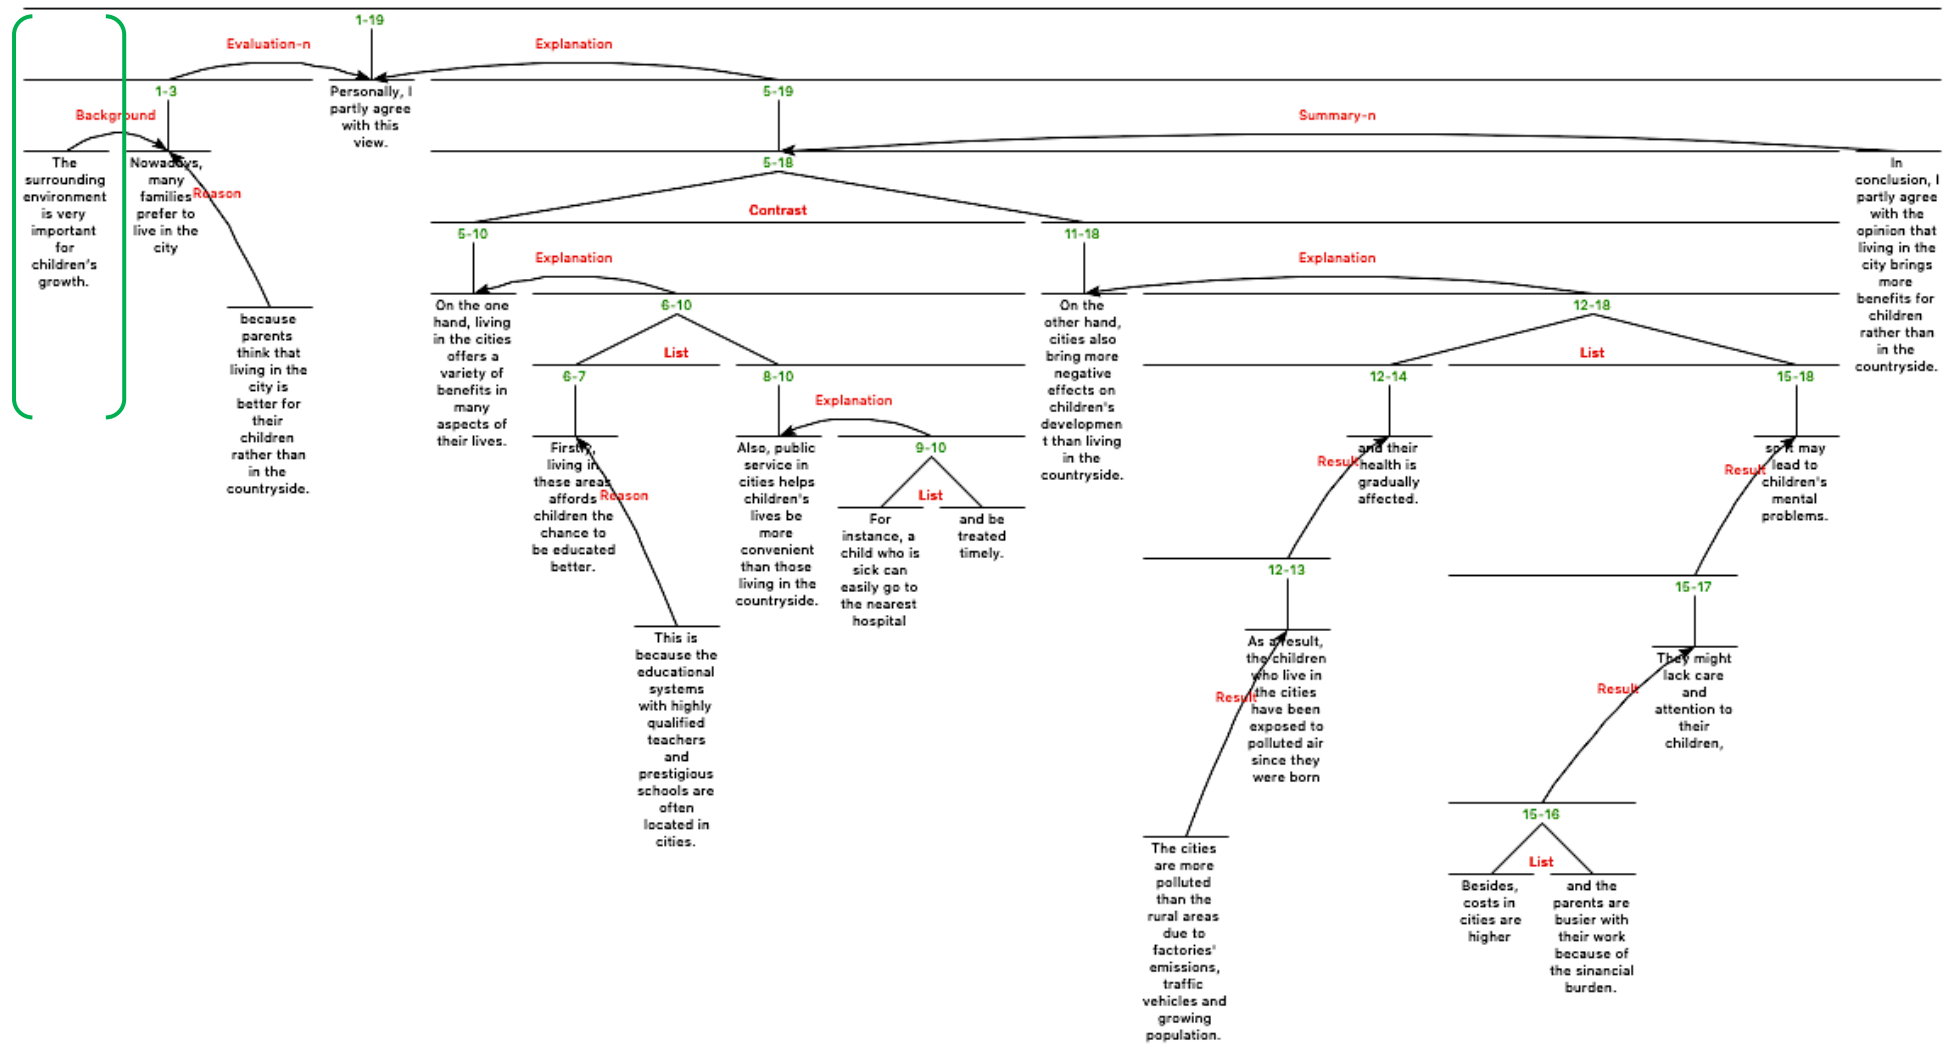 1-19
Evaluation-n
Explanation
1-3
Personally, I
partly agree
with this
view.
5-19
Background
Summary-n
The
surrounding
environment
is very
important
for
children's
growth.
Nowadays,
many
families
prefer to
live in the
city
Reason
because
parents
think that
living in the
city is
better for
their
children
rather than
in the
countryside.
5-18
Contrast
In
conclusion, I
partly agree
with the
opinion that
living in the
city brings
more
benefits for
children
rather than
in the
countryside.
5-10
Explanation
On the one
hand, living
in the cities
offers a
variety of
benefits in
many
aspects of
their lives.
6-10
List
6-7
Firstly,
living in
these areas
affords
children the
chance to
be educated
better.
Reason
This is
because the
educational
systems
with highly
qualified
teachers
and
prestigious
schools are
often
located in
cities.
8-10
Explanation
Also, public
service in
cities helps
children's
lives be
more
convenient
than those
living in the
countryside.
9-10
List
For
instance, a
child who is
sick can
easily go to
the nearest
hospital
and be
treated
timely.
11-18
Explanation
On the
other hand,
cities also
bring more
negative
effects on
children's
developmen
t than living
in the
countryside.
12-18
List
12-14
and their
health is
gradually
affected.
Result
12-13
As a result,
the children
who live in
the cities
have been
exposed to
polluted air
since they
were born
Result
The cities
are more
polluted
than the
rural areas
due to
factories'
emissions,
traffic
vehicles and
growing
population.
15-18
so it may
lead to
children's
mental
problems.
Result
15-17
They might
lack care
and
attention to
their
children,
Result
15-16
List
Besides,
costs in
cities are
higher
and the
parents are
busier with
their work
because of
the sinancial
burden.